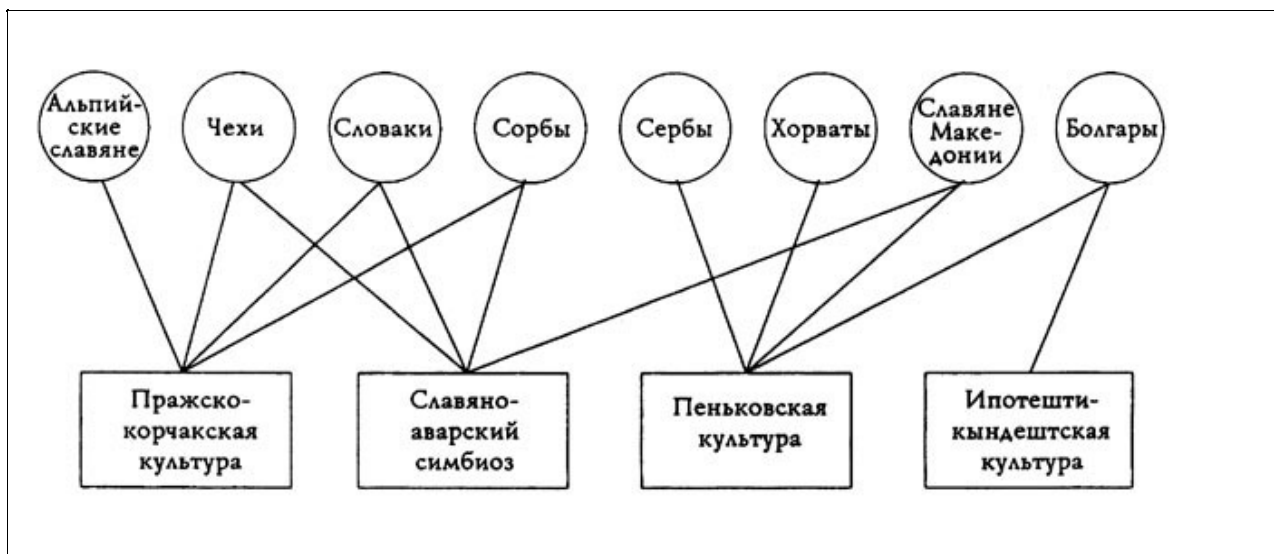 Альпий-
ские
славяне
Чехи
Словаки
Сорбы
Сербы
Хорваты
Славяне
Маке-
донии
Болгары
Пражско-
корчакская
культура
Славяно-
аварский
симбиоз
Пеньковская
культура
Ипотешти-
кындештская
культура